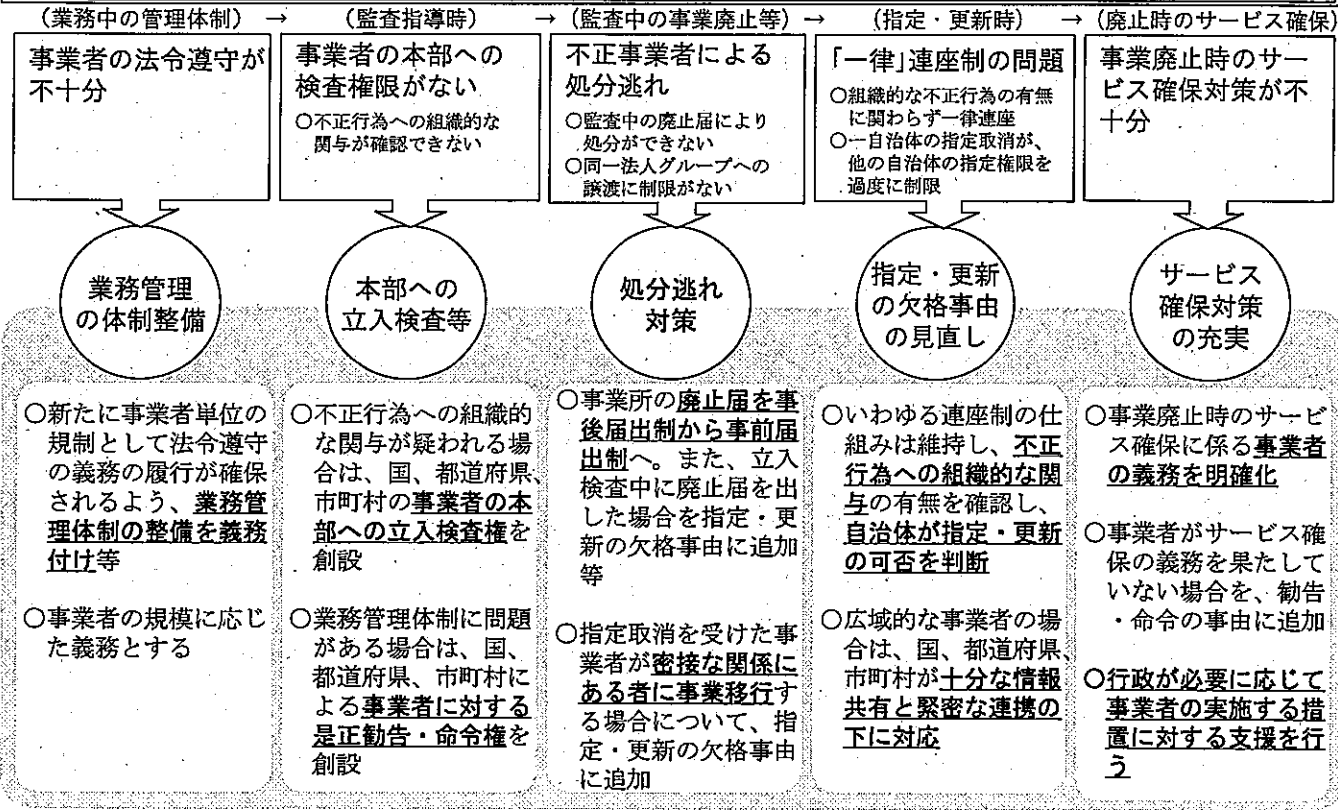 （業務中の管理体制） → （監査指導時） → （監査中の事業廃止等） → （指定・更新時） → （廃止時のサービス確保）
事業者の法令遵守が
不十分
事業者の本部への
検査権限がない
○不正行為への組織的な
関与が確認できない
不正事業者による
処分逃れ
○監査中の廃止届により
処分ができない
○同一法人グループへの
譲渡に制限がない
「一律」連座制の問題
○組織的な不正行為の有無
に関わらず一律連座
○一自治体の指定取消が、
他の自治体の指定権限を
過度に制限
事業廃止時のサー
ビス確保対策が不
十分
業務管理
の体制整備
本部への
立入検査等
処分逃れ
対策
指定・更新
の欠格事由
の見直し
サービス
確保対策
の充実
○新たに事業者単位の
規制として法令遵守
の義務の履行が確保
されるよう、業務管
理体制の整備を義務
付け等
○事業者の規模に応じ
た義務とする
○不正行為への組織的
な関与が疑われる場
合は、国、都道府県、
市町村の事業者の本
部への立入検査権を
創設
○業務管理体制に問題
がある場合は、国、
都道府県、市町村に
よる事業者に対する
是正勧告・命令権を
創設
○事業所の廃止届を事
後届出制から事前届
出制へ。また、立入
検査中に廃止届を出
した場合を指定・更
新の欠格事由に追加
等
○指定取消を受けた事
業者が密接な関係に
ある者に事業移行す
る場合について、指
定・更新の欠格事由
に追加
○いわゆる連座制の仕
組みは維持し、不正
行為への組織的な関
与の有無を確認し、
自治体が指定・更新
の可否を判断
○広域的な事業者の場
合は、国、都道府県、
市町村が十分な情報
共有と緊密な連携の
下に対応
○事業廃止時のサービ
ス確保に係る事業者
の義務を明確化
○事業者がサービス確
保の義務を果たして
いない場合を、勧告
・命令の事由に追加
○行政が必要に応じて
事業者の実施する措
置に対する支援を行
う